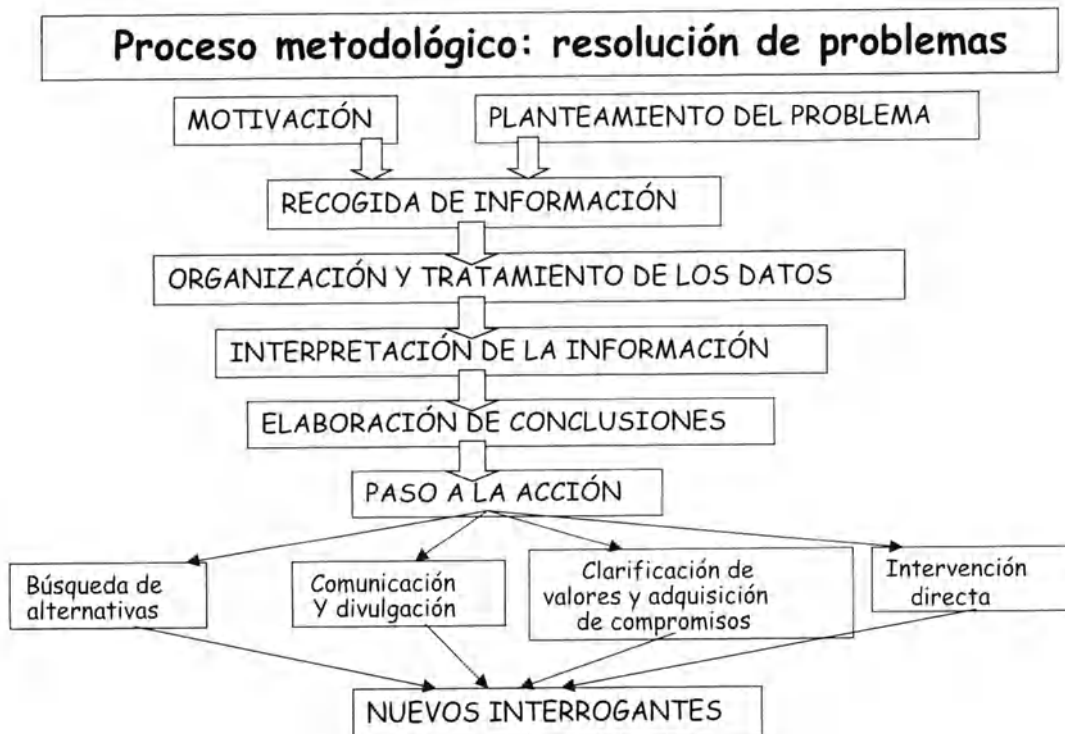 Proceso metodológico: resolución de problemas
MOTIVACIÓN
PLANTEAMIENTO DEL PROBLEMA
RECOGIDA DE INFORMACIÓN
ORGANIZACIÓN Y TRATAMIENTO DE LOS DATOS
INTERPRETACIÓN DE LA INFORMACIÓN
ELABORACIÓN DE CONCLUSIONES
PASO A LA ACCIÓN
Búsqueda de
alternativas
Comunicación
Y divulgación
Clarificación de
valores y adquisición
de compromisos
Intervención
directa
NUEVOS INTERROGANTES